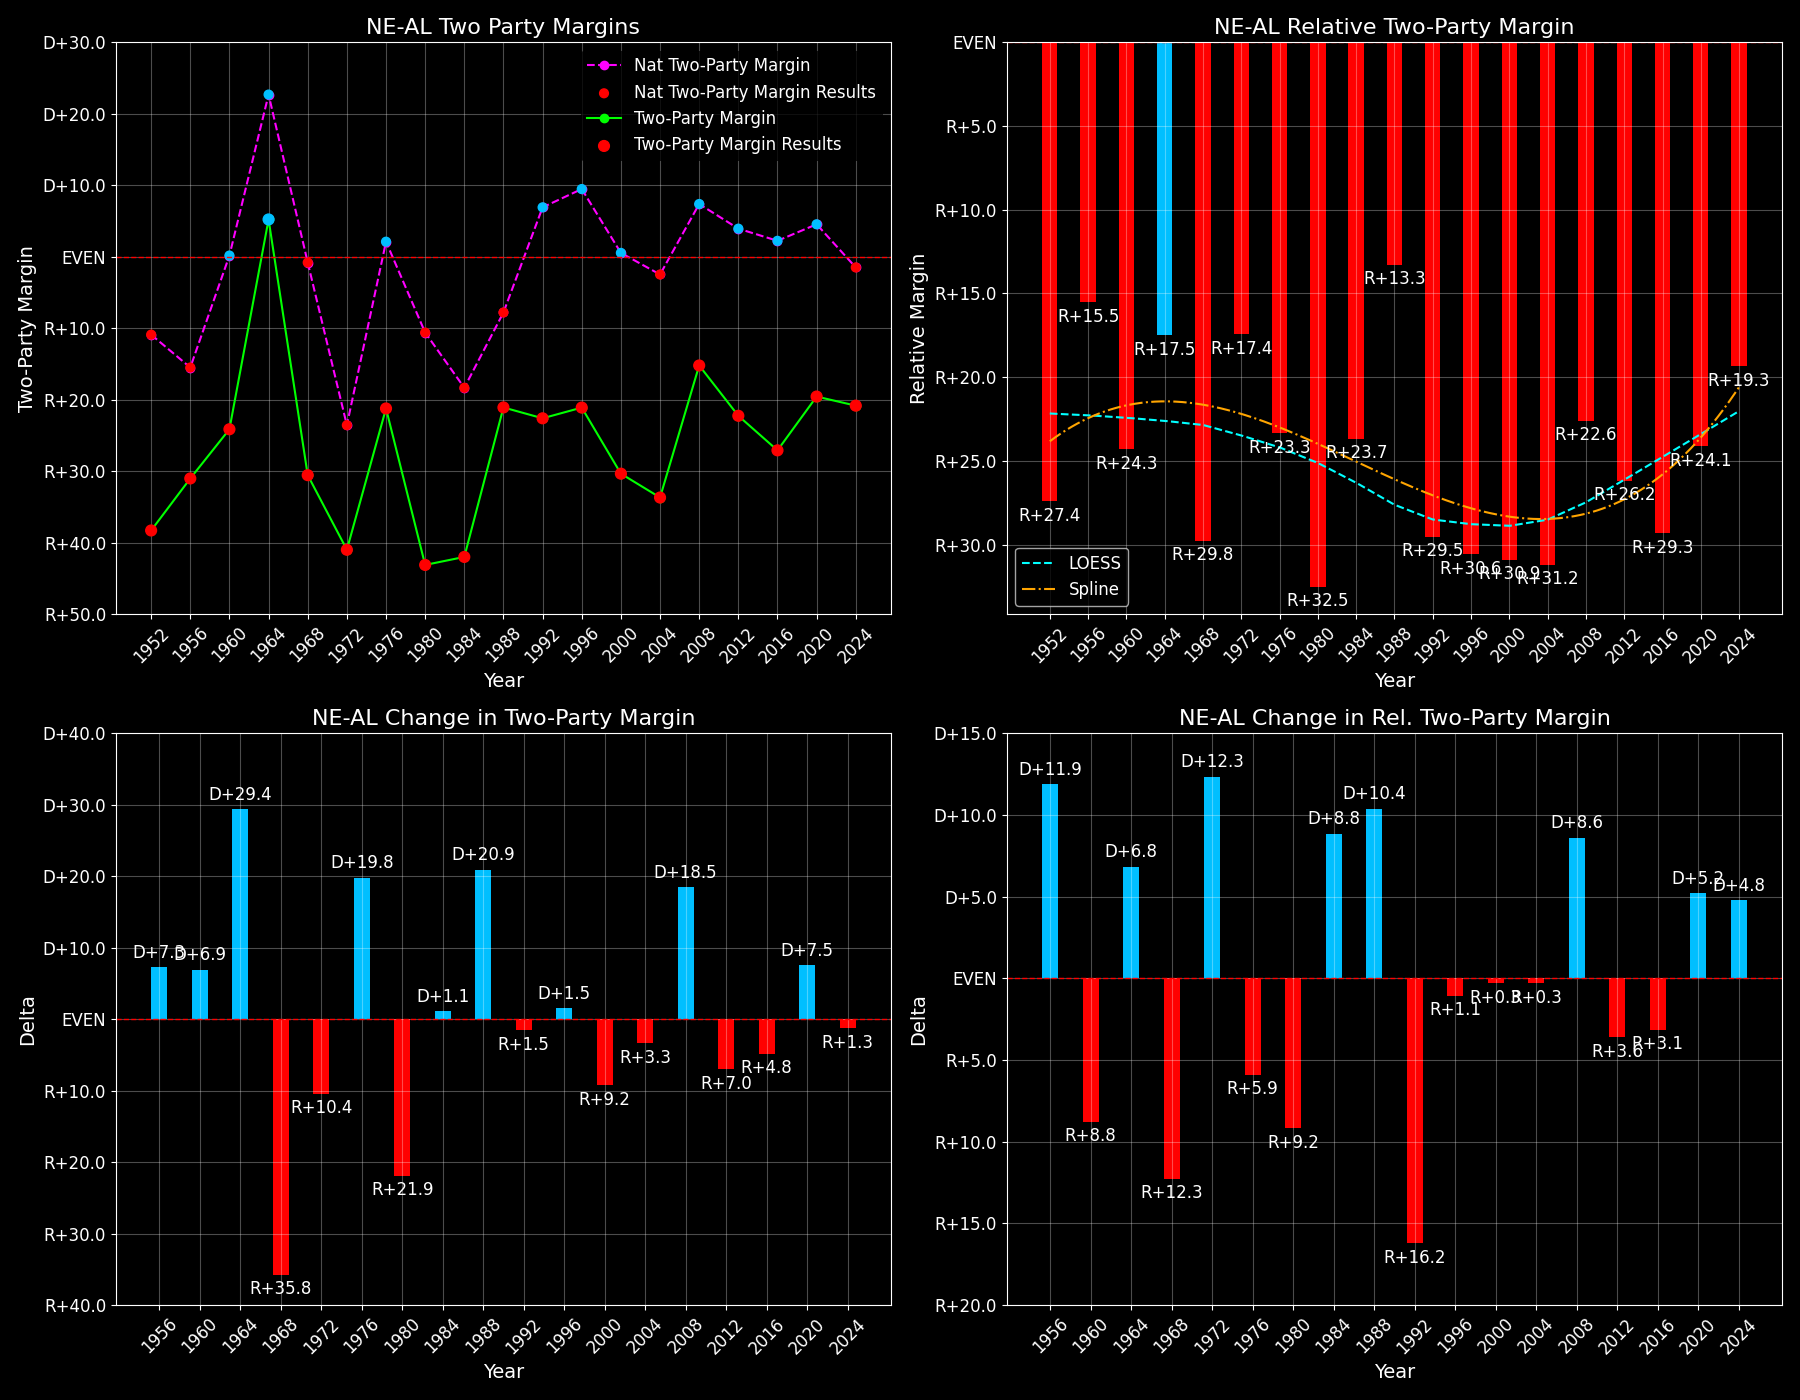 NE-AL Two Party Margins
D+30.0
D+20.0
D+10.0
EVEN
R+10.0
R+20.0
R+30.0
R+40.0
R+50.0
Two-Party Margin
Nat Two-Party Margin
Nat Two-Party Margin Results
Two-Party Margin
Two-Party Margin Results
1952
1956
1960
1964
1968
1972
1976
1980
1984
1988
1992
1996
2000
2004
2008
2012
2016
2020
2024
Year
NE-AL Relative Two-Party Margin
EVEN
R+5.0
R+10.0
R+15.0
R+20.0
R+25.0
R+30.0
Relative Margin
R+27.4
R+15.5
R+24.3
R+17.5
R+29.8
R+17.4
R+23.3
R+32.5
R+23.7
R+13.3
R+29.5
R+30.6
R+30.9
R+31.2
R+22.6
R+26.2
R+29.3
R+24.1
R+19.3
LOESS
Spline
1952
1956
1960
1964
1968
1972
1976
1980
1984
1988
1992
1996
2000
2004
2008
2012
2016
2020
2024
Year
NE-AL Change in Two-Party Margin
D+40.0
D+30.0
D+20.0
D+10.0
EVEN
R+10.0
R+20.0
R+30.0
R+40.0
Delta
D+7.3
D+6.9
D+29.4
R+35.8
R+10.4
D+19.8
R+21.9
D+1.1
D+20.9
R+1.5
D+1.5
R+9.2
R+3.3
D+18.5
R+7.0
R+4.8
D+7.5
R+1.3
1956
1960
1964
1968
1972
1976
1980
1984
1988
1992
1996
2000
2004
2008
2012
2016
2020
2024
Year
NE-AL Change in Rel. Two-Party Margin
D+15.0
D+10.0
D+5.0
EVEN
R+5.0
R+10.0
R+15.0
R+20.0
Delta
D+11.9
R+8.8
D+6.8
R+12.3
D+12.3
R+5.9
R+9.2
D+8.8
D+10.4
R+16.2
R+1.1
R+0.3
R+0.3
D+8.6
R+3.6
R+3.1
D+5.2
D+4.8
1956
1960
1964
1968
1972
1976
1980
1984
1988
1992
1996
2000
2004
2008
2012
2016
2020
2024
Year